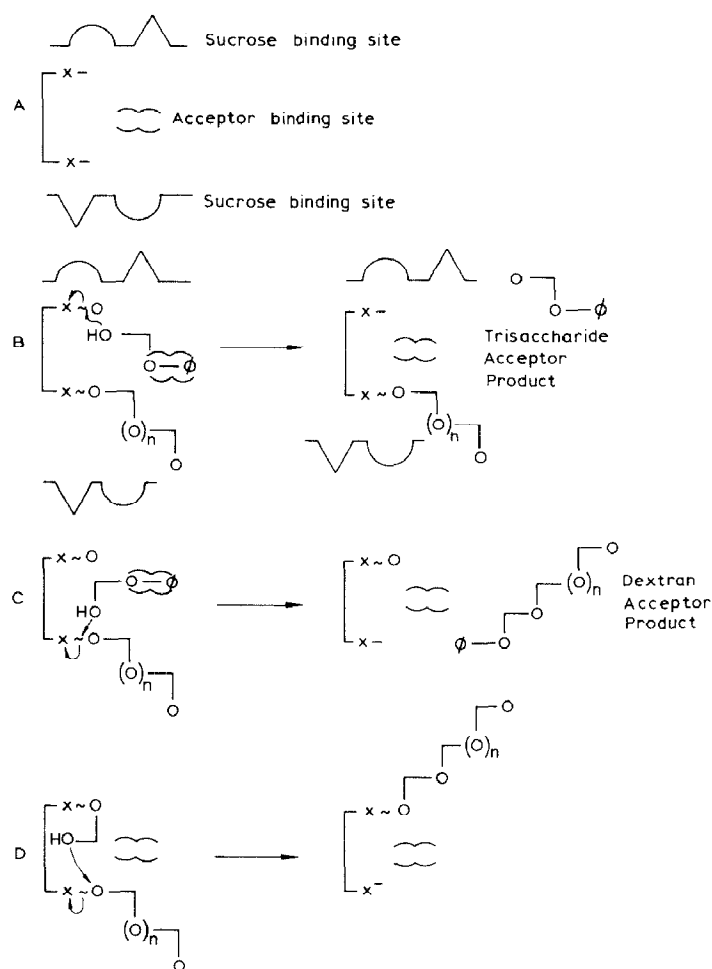 Sucrose binding site
x –
A
Acceptor binding site
x –
Sucrose binding site
x ~ O
HO
B
O – ϕ
x ~ O
(O)n
O
x –
x ~ O
(O)n
O
O
O – ϕ
Trisaccharide
Acceptor
Product
x ~ O
O – ϕ
C
HO
x ~ O
(O)n
O
x ~ O
x –
O
(O)n
O
ϕ – O
Dextran
Acceptor
Product
x ~ O
HO
D
x ~ O
(O)n
O
O
(O)n
O
x ~ O
x –